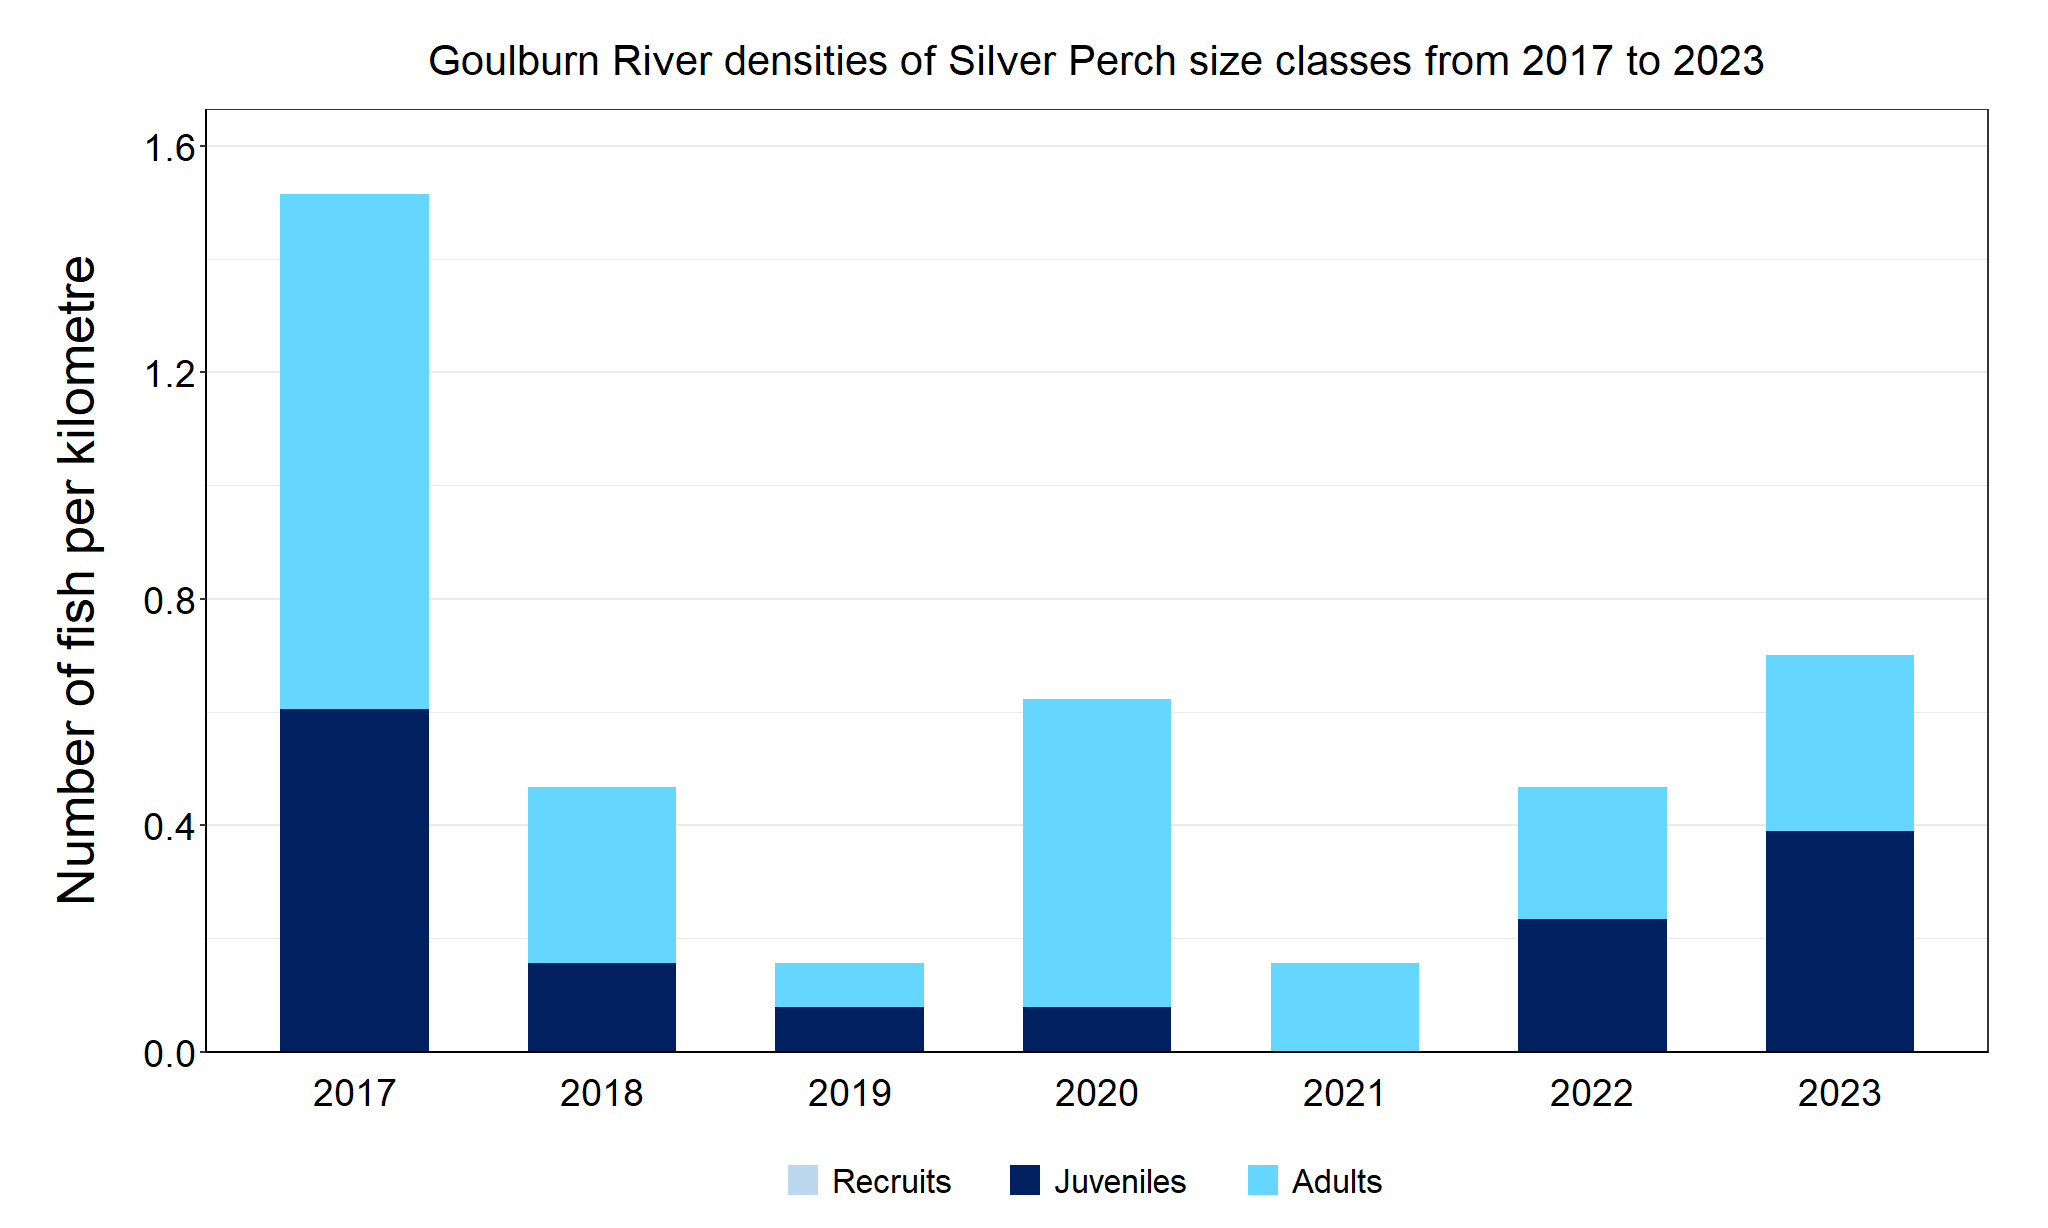 Goulburn River densities of Silver Perch size classes from 2017 to 2023
Number of fish per kilometre
1.6
1.2
0.8
0.4
0.0
2017 2018 2019 2020 2021 2022 2023
Recruits Juveniles Adults